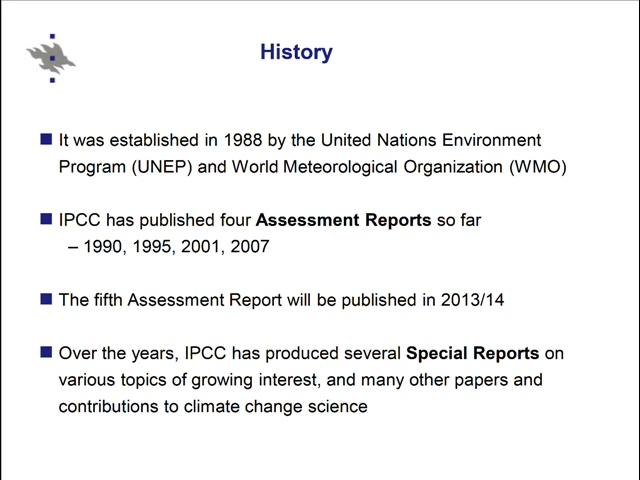 History
It was established in 1988 by the United Nations Environment
Program (UNEP) and World Meteorological Organization (WMO)
IPCC has published four Assessment Reports so far
– 1990, 1995, 2001, 2007
The fifth Assessment Report will be published in 2013/14
Over the years, IPCC has produced several Special Reports on
various topics of growing interest, and many other papers and
contributions to climate change science